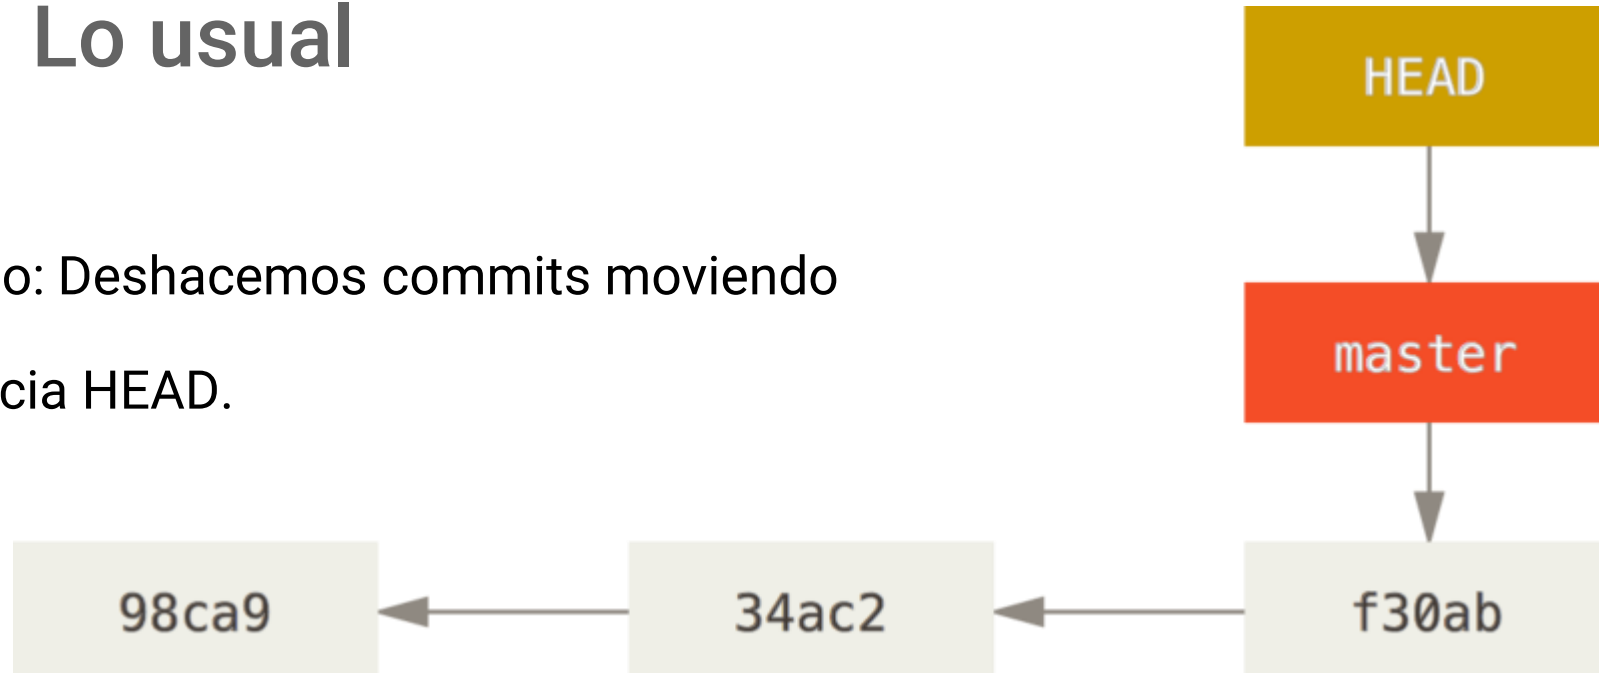 Lo usual
HEAD
o: Deshacemos commits moviendo
master
cia HEAD.
98ca9
34ac2
f30ab